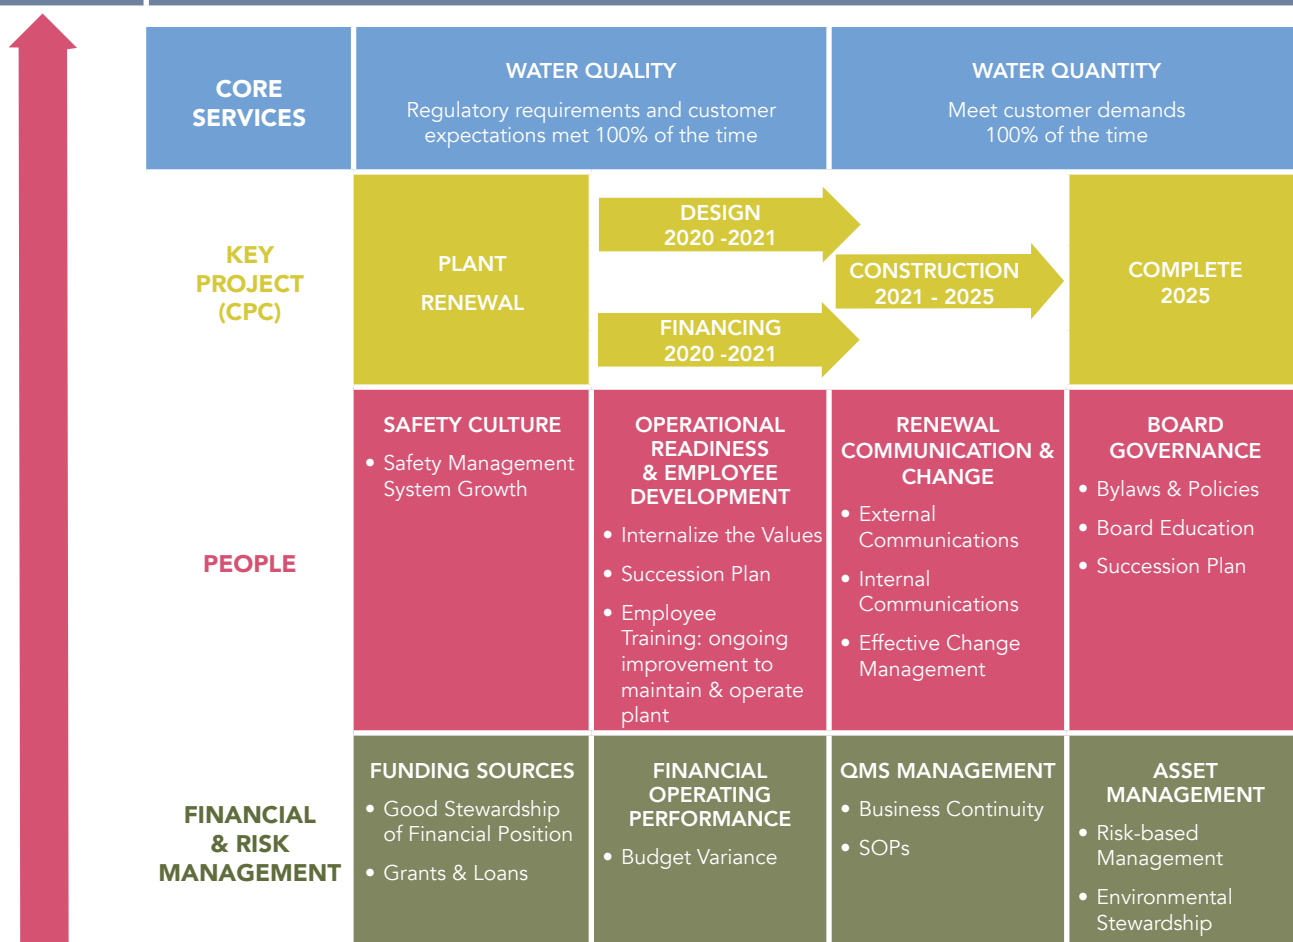 CORE
SERVICES
WATER QUALITY
Regulatory requirements and customer
expectations met 100% of the time
WATER QUANTITY
Meet customer demands
100% of the time
KEY
PROJECT
(CPC)
PLANT
RENEWAL
DESIGN
2020 -2021
FINANCING
2020 -2021
CONSTRUCTION
2021 - 2025
COMPLETE
2025
PEOPLE
SAFETY CULTURE
• Safety Management
System Growth
OPERATIONAL
READINESS
& EMPLOYEE
DEVELOPMENT
• Internalize the Values
• Succession Plan
• Employee
Training: ongoing
improvement to
maintain & operate
plant
RENEWAL
COMMUNICATION &
CHANGE
• External
Communications
• Internal
Communications
• Effective Change
Management
BOARD
GOVERNANCE
• Bylaws & Policies
• Board Education
• Succession Plan
FINANCIAL
& RISK
MANAGEMENT
FUNDING SOURCES
• Good Stewardship
of Financial Position
• Grants & Loans
FINANCIAL
OPERATING
PERFORMANCE
• Budget Variance
QMS MANAGEMENT
• Business Continuity
• SOPs
ASSET
MANAGEMENT
• Risk-based
Management
• Environmental
Stewardship